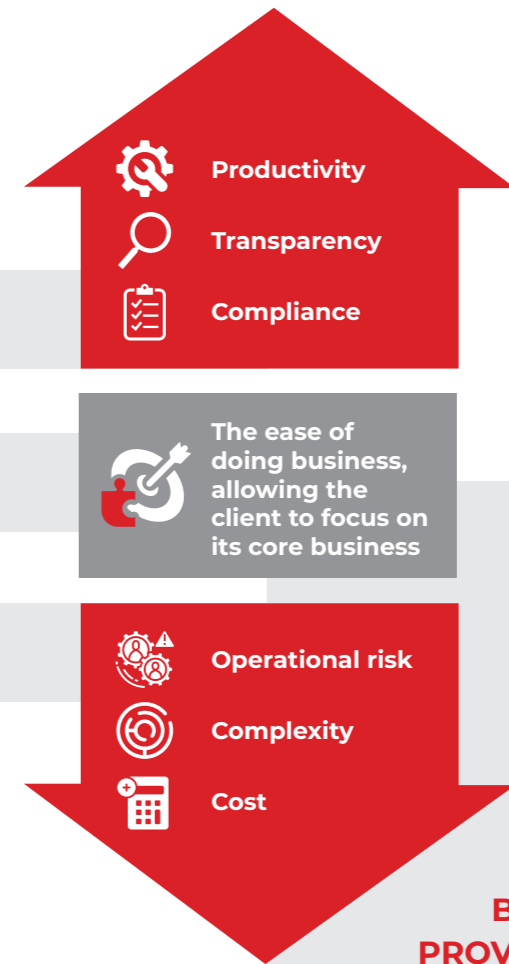 Productivity
Transparency
Compliance
The ease of
doing business,
allowing the
client to focus on
its core business
Operational risk
Complexity
Cost